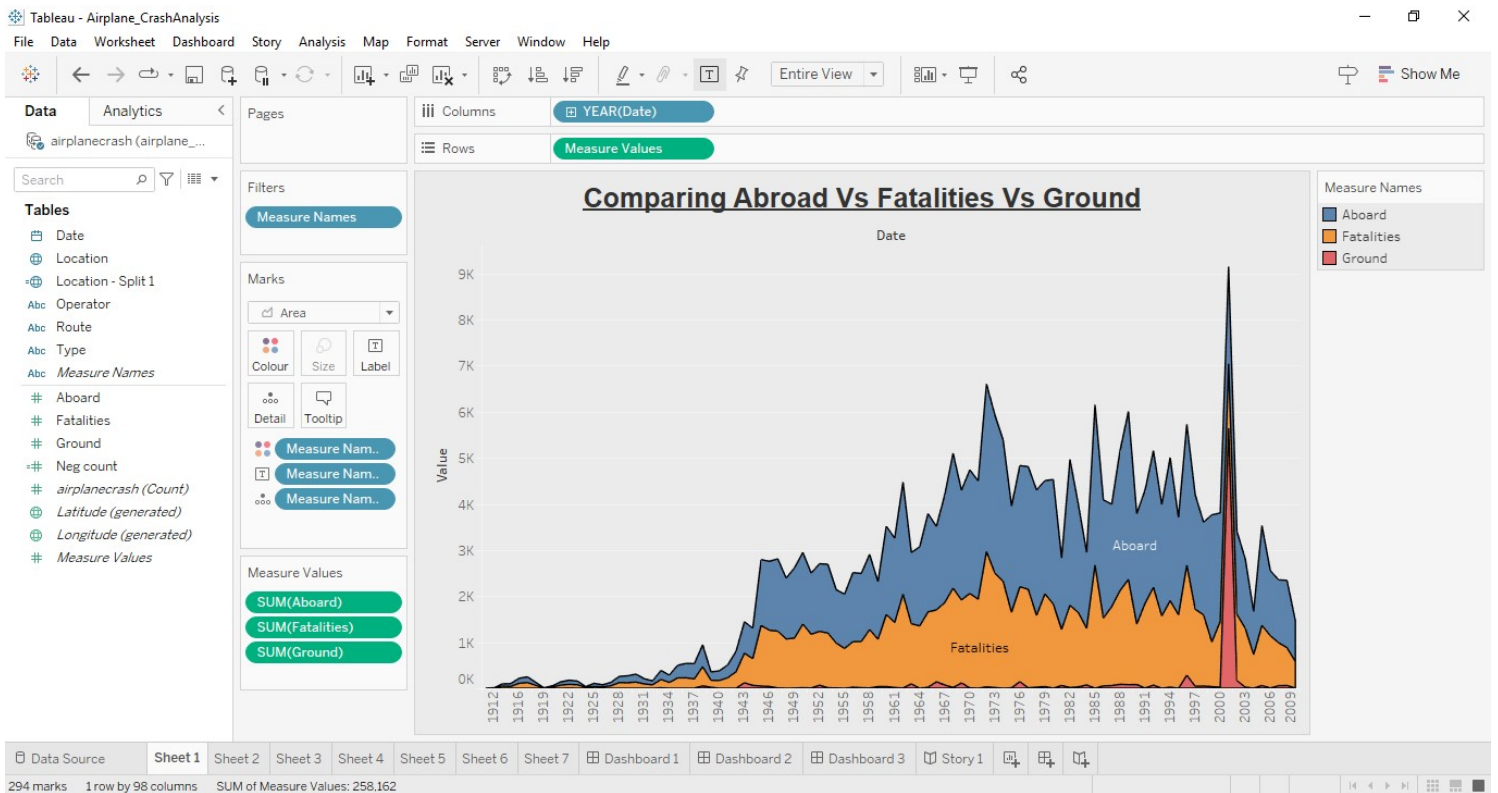 Tableau - Airplane_CrashAnalysis
File Data Worksheet Dashboard Story Analysis Map Format Server Window Help
Entire View
Show Me
Data Analytics
airplanecrash (airplane_...
Search
Tables
Date
Location
Location - Split 1
Abc Operator
Abc Route
Abc Type
Abc Measure Names
# Aboard
# Fatalities
# Ground
=# Neg count
# airplanecrash (Count)
Latitude (generated)
Longitude (generated)
# Measure Values
Pages
Filters
Measure Names
Marks
Area
Colour Size Label
Detail Tooltip
Measure Nam..
Measure Nam..
Measure Nam..
Measure Values
SUM(Aboard)
SUM(Fatalities)
SUM(Ground)
Columns YEAR(Date)
Rows Measure Values
Comparing Abroad Vs Fatalities Vs Ground
Date
Value
9K
8K
7K
6K
5K
4K
3K
2K
1K
0K
Aboard
Fatalities
1912 1916 1919 1922 1925 1928 1931 1934 1937 1940 1943 1946 1949 1952 1955 1958 1961 1964 1967 1970 1973 1976 1979 1982 1985 1988 1991 1994 1997 2000 2003 2006 2009
Measure Names
Aboard
Fatalities
Ground
Data Source Sheet 1 Sheet 2 Sheet 3 Sheet 4 Sheet 5 Sheet 6 Sheet 7 Dashboard 1 Dashboard 2 Dashboard 3 Story 1
294 marks 1 row by 98 columns SUM of Measure Values: 258,162